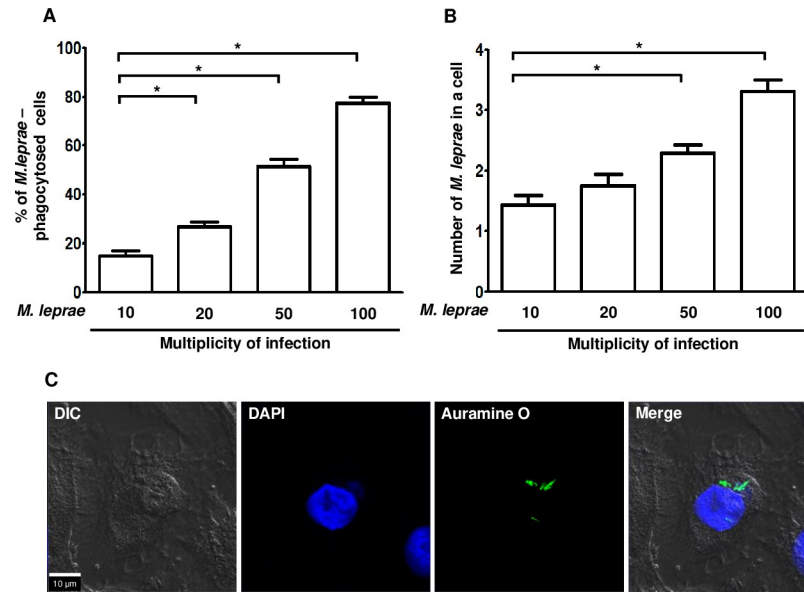 A
100
80
60
40
20
0
% of M.leprae –
phagocytosed cells
*
*
*
M. leprae
10 20 50 100
Multiplicity of infection
B
4
3
2
1
0
Number of M. leprae in a cell
*
*
M. leprae
10 20 50 100
Multiplicity of infection
C
DIC
DAPI
Auramine O
Merge
10 µm